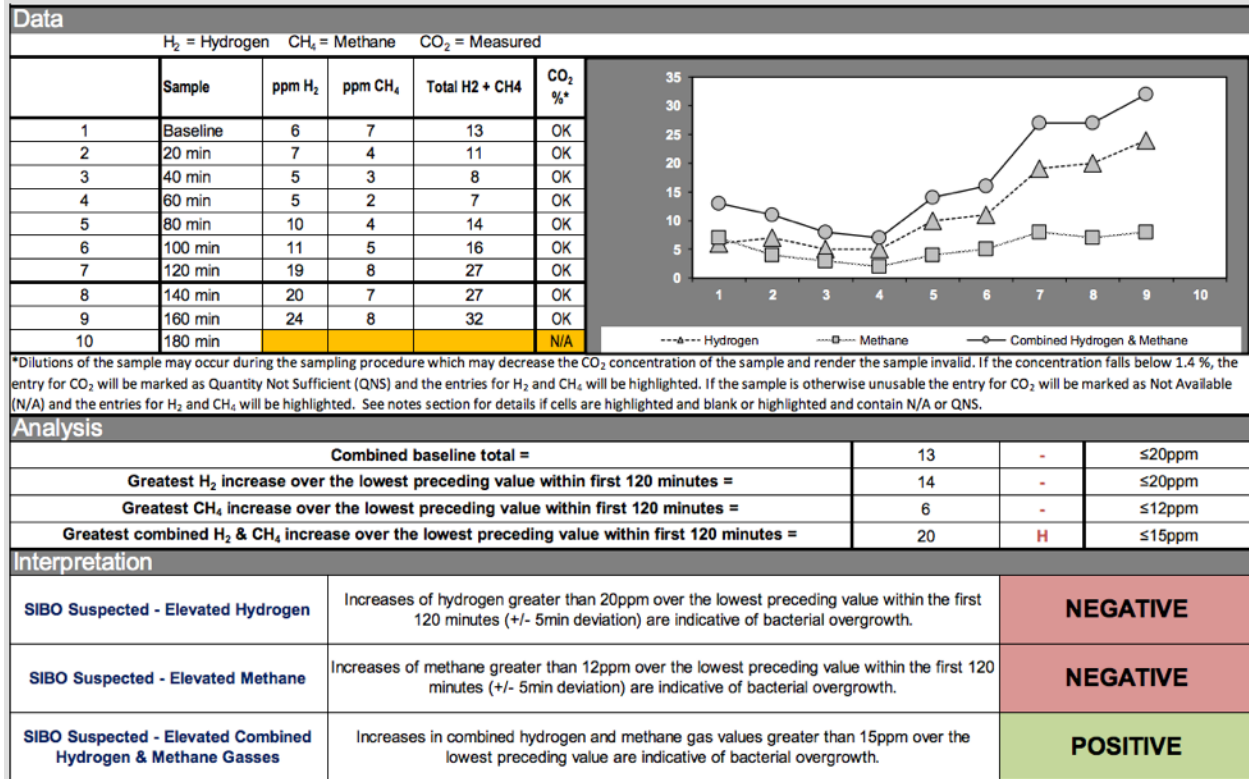 Data
H₂ = Hydrogen CH₄ = Methane CO₂ = Measured
Sample ppm H₂ ppm CH₄ Total H2 + CH4 CO₂ %*
1 Baseline 6 7 13 OK
2 20 min 7 4 11 OK
3 40 min 5 3 8 OK
4 60 min 5 2 7 OK
5 80 min 10 4 14 OK
6 100 min 11 5 16 OK
7 120 min 19 8 27 OK
8 140 min 20 7 27 OK
9 160 min 24 8 32 OK
10 180 min N/A
35
30
25
20
15
10
5
0
1 2 3 4 5 6 7 8 9 10
Hydrogen Methane Combined Hydrogen & Methane
*Dilutions of the sample may occur during the sampling procedure which may decrease the CO₂ concentration of the sample and render the sample invalid. If the concentration falls below 1.4 %, the
entry for CO₂ will be marked as Quantity Not Sufficient (QNS) and the entries for H₂ and CH₄ will be highlighted. If the sample is otherwise unusable the entry for CO₂ will be marked as Not Available
(N/A) and the entries for H₂ and CH₄ will be highlighted. See notes section for details if cells are highlighted and blank or highlighted and contain N/A or QNS.
Analysis
Combined baseline total = 13 - ≤20ppm
Greatest H₂ increase over the lowest preceding value within first 120 minutes = 14 - ≤20ppm
Greatest CH₄ increase over the lowest preceding value within first 120 minutes = 6 - ≤12ppm
Greatest combined H₂ & CH₄ increase over the lowest preceding value within first 120 minutes = 20 H ≤15ppm
Interpretation
SIBO Suspected - Elevated Hydrogen
Increases of hydrogen greater than 20ppm over the lowest preceding value within the first
120 minutes (+/- 5min deviation) are indicative of bacterial overgrowth.
NEGATIVE
SIBO Suspected - Elevated Methane
Increases of methane greater than 12ppm over the lowest preceding value within the first 120
minutes (+/- 5min deviation) are indicative of bacterial overgrowth.
NEGATIVE
SIBO Suspected - Elevated Combined
Hydrogen & Methane Gasses
Increases in combined hydrogen and methane gas values greater than 15ppm over the
lowest preceding value are indicative of bacterial overgrowth.
POSITIVE